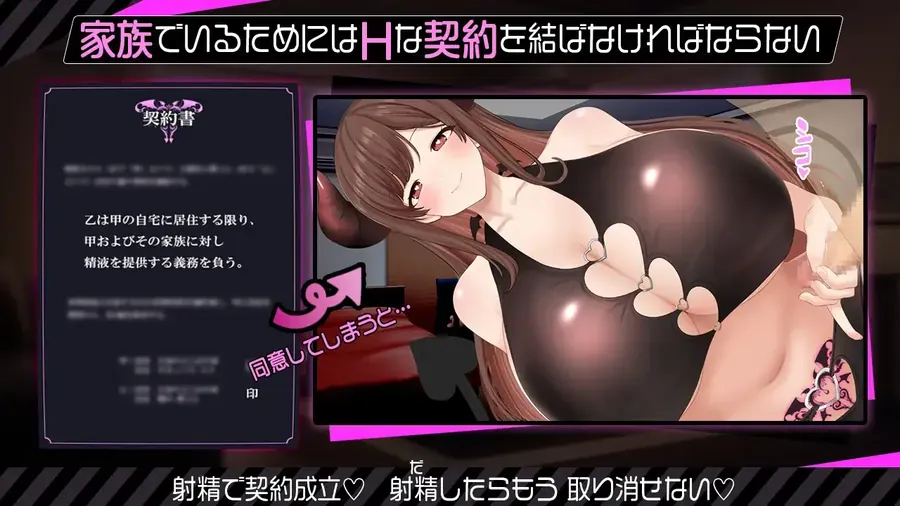 家族でいるためにはHな契約を結ばなければならない
契約書
乙は甲の自宅に居住する限り、
甲およびその家族に対し
精液を提供する義務を負う。
印
シコ♥
同意してしまうと…
射精で契約成立♡ 射精したらもう 取り消せない♡
だ